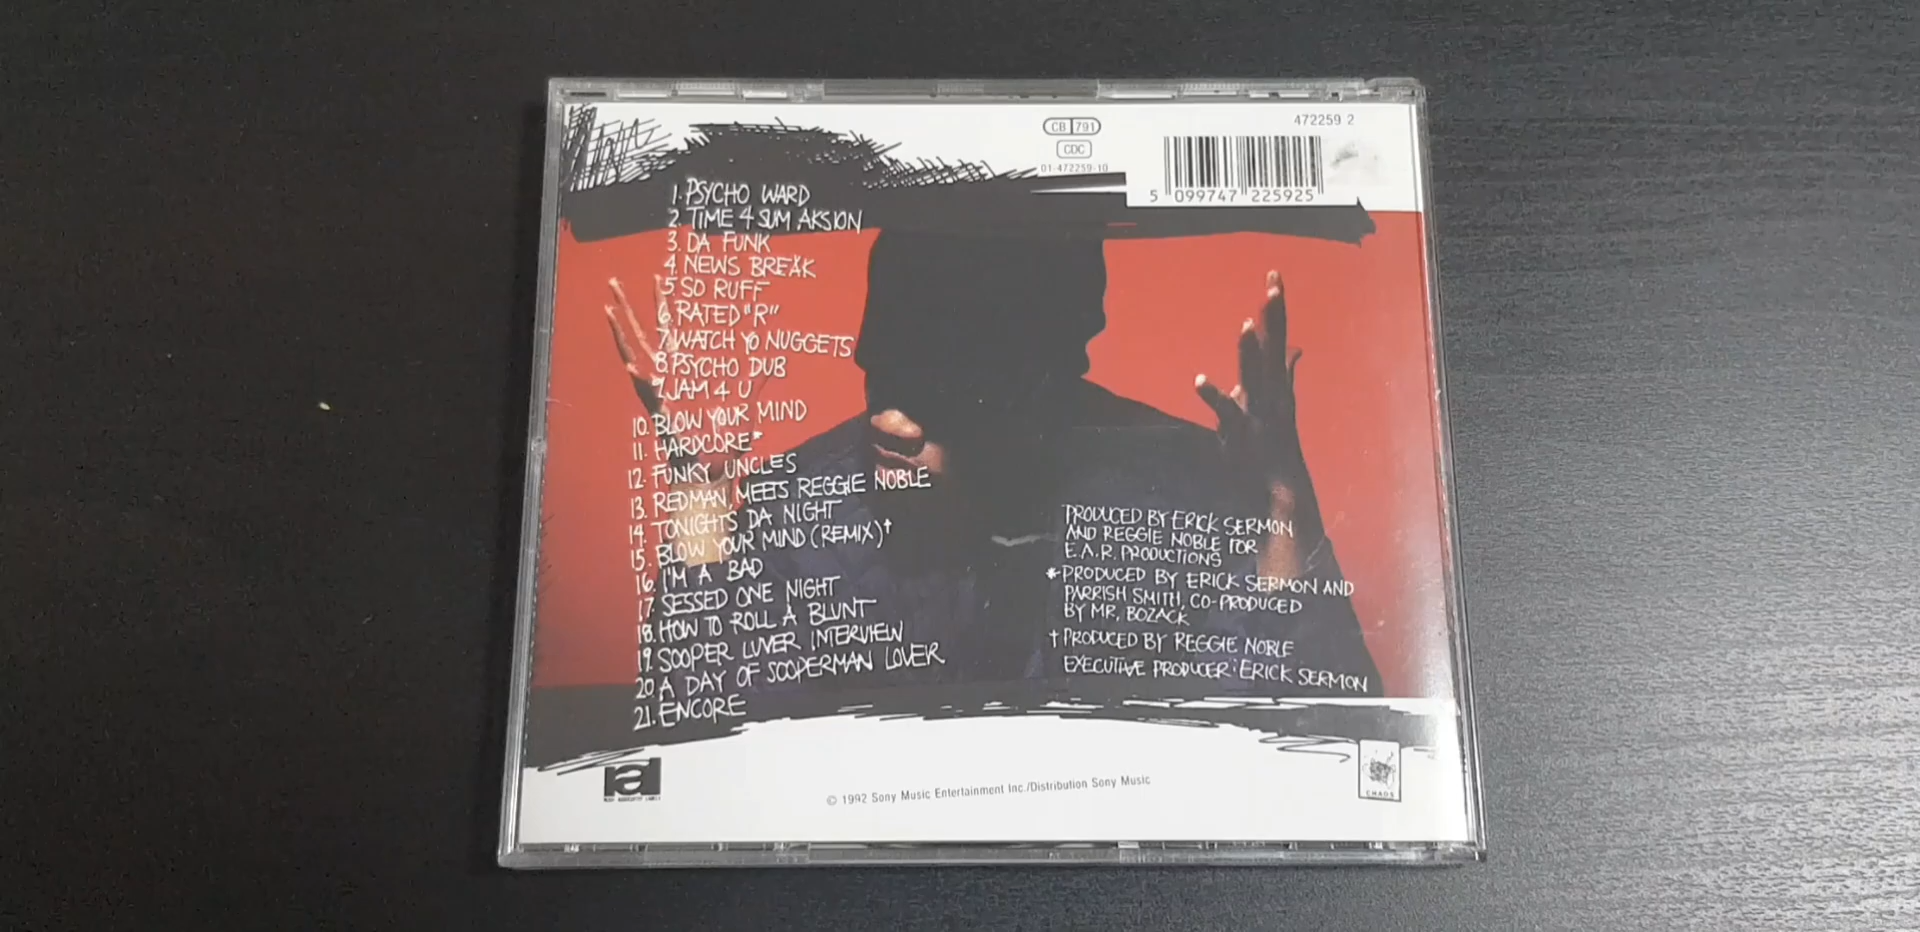 472259 2
CB 791
CDC
01-472259-10
5 099747 225925
1. PSYCHO WARD
2. TIME 4 SUM AKSION
3. DA FUNK
4. NEWS BREAK
5. SO RUFF
6. RATED "R"
7. WATCH YO NUGGETS
8. PSYCHO DUB
9. JAM 4 U
10. BLOW YOUR MIND
11. HARDCORE*
12. FUNKY UNCLES
13. REDMAN, MEETS REGGIE NOBLE
14. TONIGHTS DA NIGHT
15. BLOW YOUR MIND (REMIX)†
16. I'M A BAD
17. SESSED ONE NIGHT
18. HOW TO ROLL A BLUNT
19. SOOPER LUVER INTERVIEW
20. A DAY OF SOOPERMAN LOVER
21. ENCORE
PRODUCED BY ERICK SERMON
AND REGGIE NOBLE FOR
E.A.R. PRODUCTIONS
*PRODUCED BY ERICK SERMON AND
PARRISH SMITH, CO-PRODUCED
BY MR. BOZACK
† PRODUCED BY REGGIE NOBLE
EXECUTIVE PRODUCER: ERICK SERMON
ral
© 1992 Sony Music Entertainment Inc./Distribution Sony Music
CHAOS